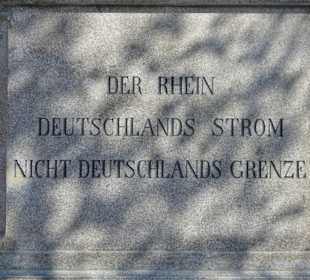 DER RHEIN
DEUTSCHLANDS STROM
NICHT DEUTSCHLANDS GRENZE